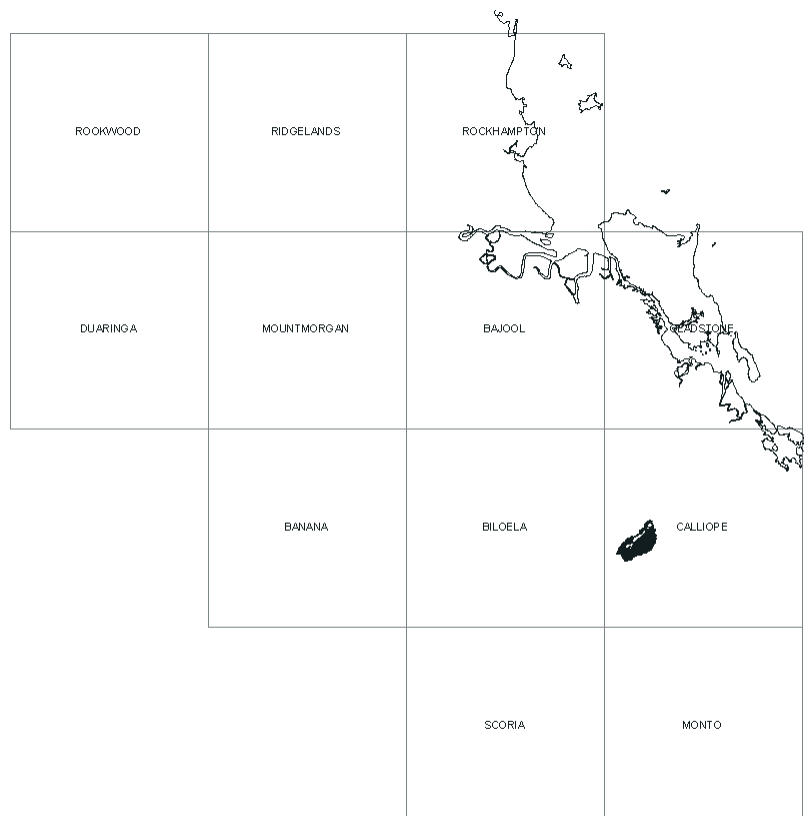 ROOKWOOD
RIDGELANDS
ROCKHAMPTON
DUARINGA
MOUNTMORGAN
BAJOOL
GLADSTONE
BANANA
BILOELA
CALLIOPE
SCORIA
MONTO